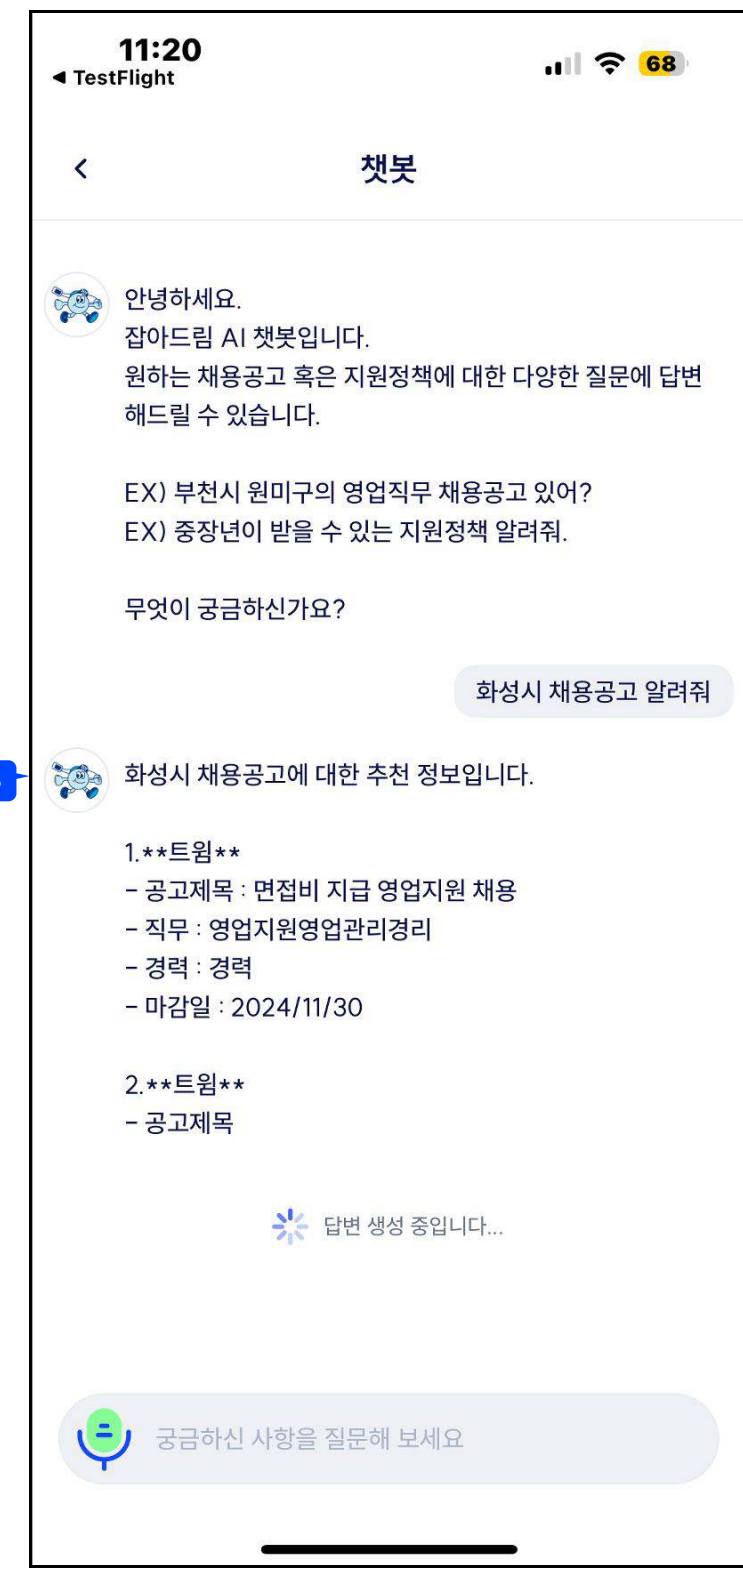 11:20
◀ TestFlight
68
챗봇
안녕하세요.
잡아드림 AI 챗봇입니다.
원하는 채용공고 혹은 지원정책에 대한 다양한 질문에 답변
해드릴 수 있습니다.
EX) 부천시 원미구의 영업직무 채용공고 있어?
EX) 중장년이 받을 수 있는 지원정책 알려줘.
무엇이 궁금하신가요?
화성시 채용공고 알려줘
화성시 채용공고에 대한 추천 정보입니다.
1.**트윔**
- 공고제목 : 면접비 지급 영업지원 채용
- 직무 : 영업지원영업관리경리
- 경력 : 경력
- 마감일 : 2024/11/30
2.**트윔**
- 공고제목
답변 생성 중입니다...
궁금하신 사항을 질문해 보세요